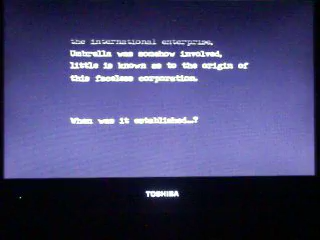 the international enterprise.
Umbrella was somehow involved,
little is known as to the origin of
this faceless corporation.
When was it established…?
TOSHIBA